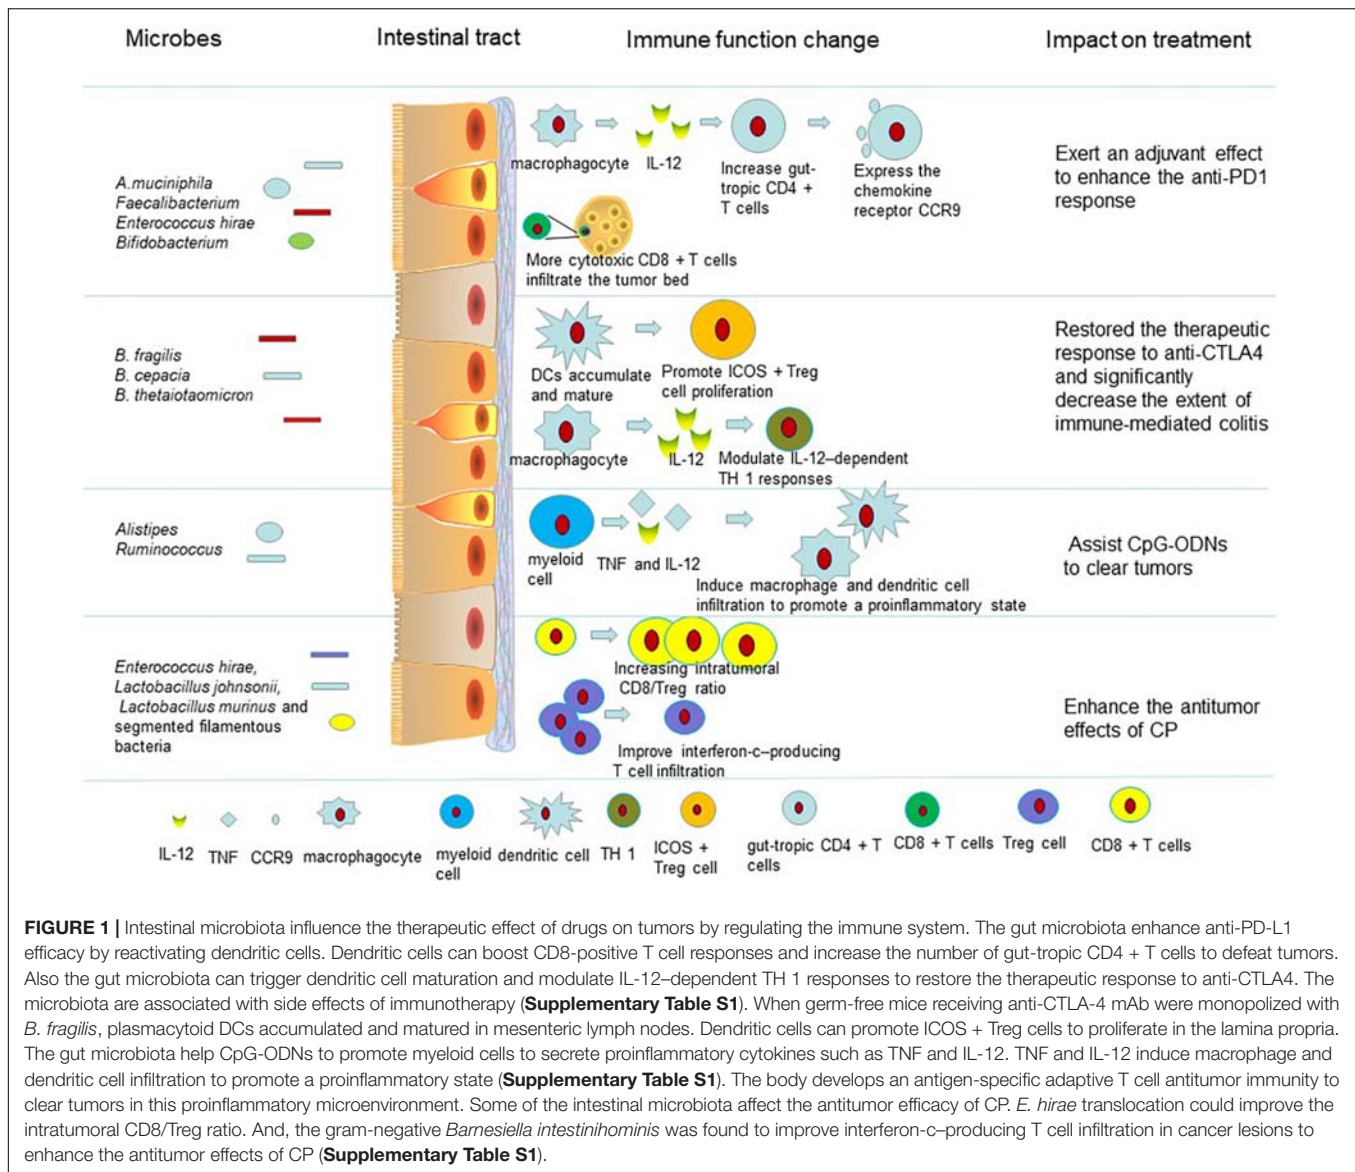 Microbes
Intestinal tract
Immune function change
Impact on treatment
A.muciniphila
Faecalibacterium
Enterococcus hirae
Bifidobacterium
macrophagocyte
IL-12
Increase gut-
tropic CD4 +
T cells
Express the
chemokine
receptor CCR9
More cytotoxic CD8 + T cells
infiltrate the tumor bed
Exert an adjuvant effect
to enhance the anti-PD1
response
B. fragilis
B. cepacia
B. thetaiotaomicron
DCs accumulate
and mature
Promote ICOS + Treg
cell proliferation
macrophagocyte
IL-12
Modulate IL-12–dependent
TH 1 responses
Restored the therapeutic
response to anti-CTLA4
and significantly
decrease the extent of
immune-mediated colitis
Alistipes
Ruminococcus
myeloid
cell
TNF and IL-12
Induce macrophage and dendritic cell
infiltration to promote a proinflammatory state
Assist CpG-ODNs
to clear tumors
Enterococcus hirae,
Lactobacillus johnsonii,
Lactobacillus murinus and
segmented filamentous
bacteria
Increasing intratumoral
CD8/Treg ratio
Improve interferon-c–producing
T cell infiltration
Enhance the antitumor
effects of CP
IL-12
TNF
CCR9
macrophagocyte
myeloid
cell
dendritic cell
TH 1
ICOS +
Treg cell
gut-tropic CD4 + T
cells
CD8 + T cells
Treg cell
CD8 + T cells
FIGURE 1 | Intestinal microbiota influence the therapeutic effect of drugs on tumors by regulating the immune system. The gut microbiota enhance anti-PD-L1
efficacy by reactivating dendritic cells. Dendritic cells can boost CD8-positive T cell responses and increase the number of gut-tropic CD4 + T cells to defeat tumors.
Also the gut microbiota can trigger dendritic cell maturation and modulate IL-12–dependent TH 1 responses to restore the therapeutic response to anti-CTLA4. The
microbiota are associated with side effects of immunotherapy (Supplementary Table S1). When germ-free mice receiving anti-CTLA-4 mAb were monopolized with
B. fragilis, plasmacytoid DCs accumulated and matured in mesenteric lymph nodes. Dendritic cells can promote ICOS + Treg cells to proliferate in the lamina propria.
The gut microbiota help CpG-ODNs to promote myeloid cells to secrete proinflammatory cytokines such as TNF and IL-12. TNF and IL-12 induce macrophage and
dendritic cell infiltration to promote a proinflammatory state (Supplementary Table S1). The body develops an antigen-specific adaptive T cell antitumor immunity to
clear tumors in this proinflammatory microenvironment. Some of the intestinal microbiota affect the antitumor efficacy of CP. E. hirae translocation could improve the
intratumoral CD8/Treg ratio. And, the gram-negative Barnesiella intestinihominis was found to improve interferon-c–producing T cell infiltration in cancer lesions to
enhance the antitumor effects of CP (Supplementary Table S1).